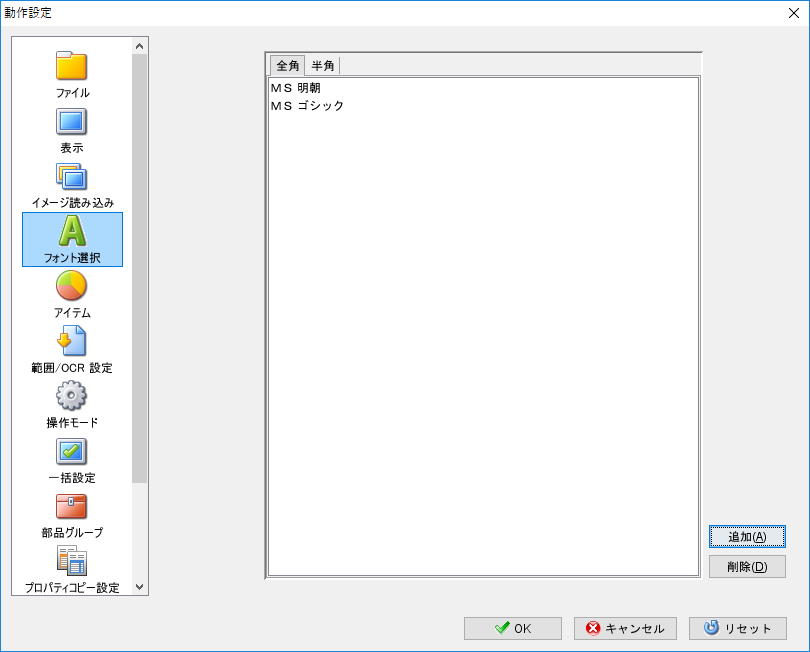 動作設定
ファイル
表示
イメージ読み込み
フォント選択
アイテム
範囲/OCR 設定
操作モード
一括設定
部品グループ
プロパティコピー設定
全角 半角
ＭＳ 明朝
ＭＳ ゴシック
追加(A)
削除(D)
OK キャンセル リセット